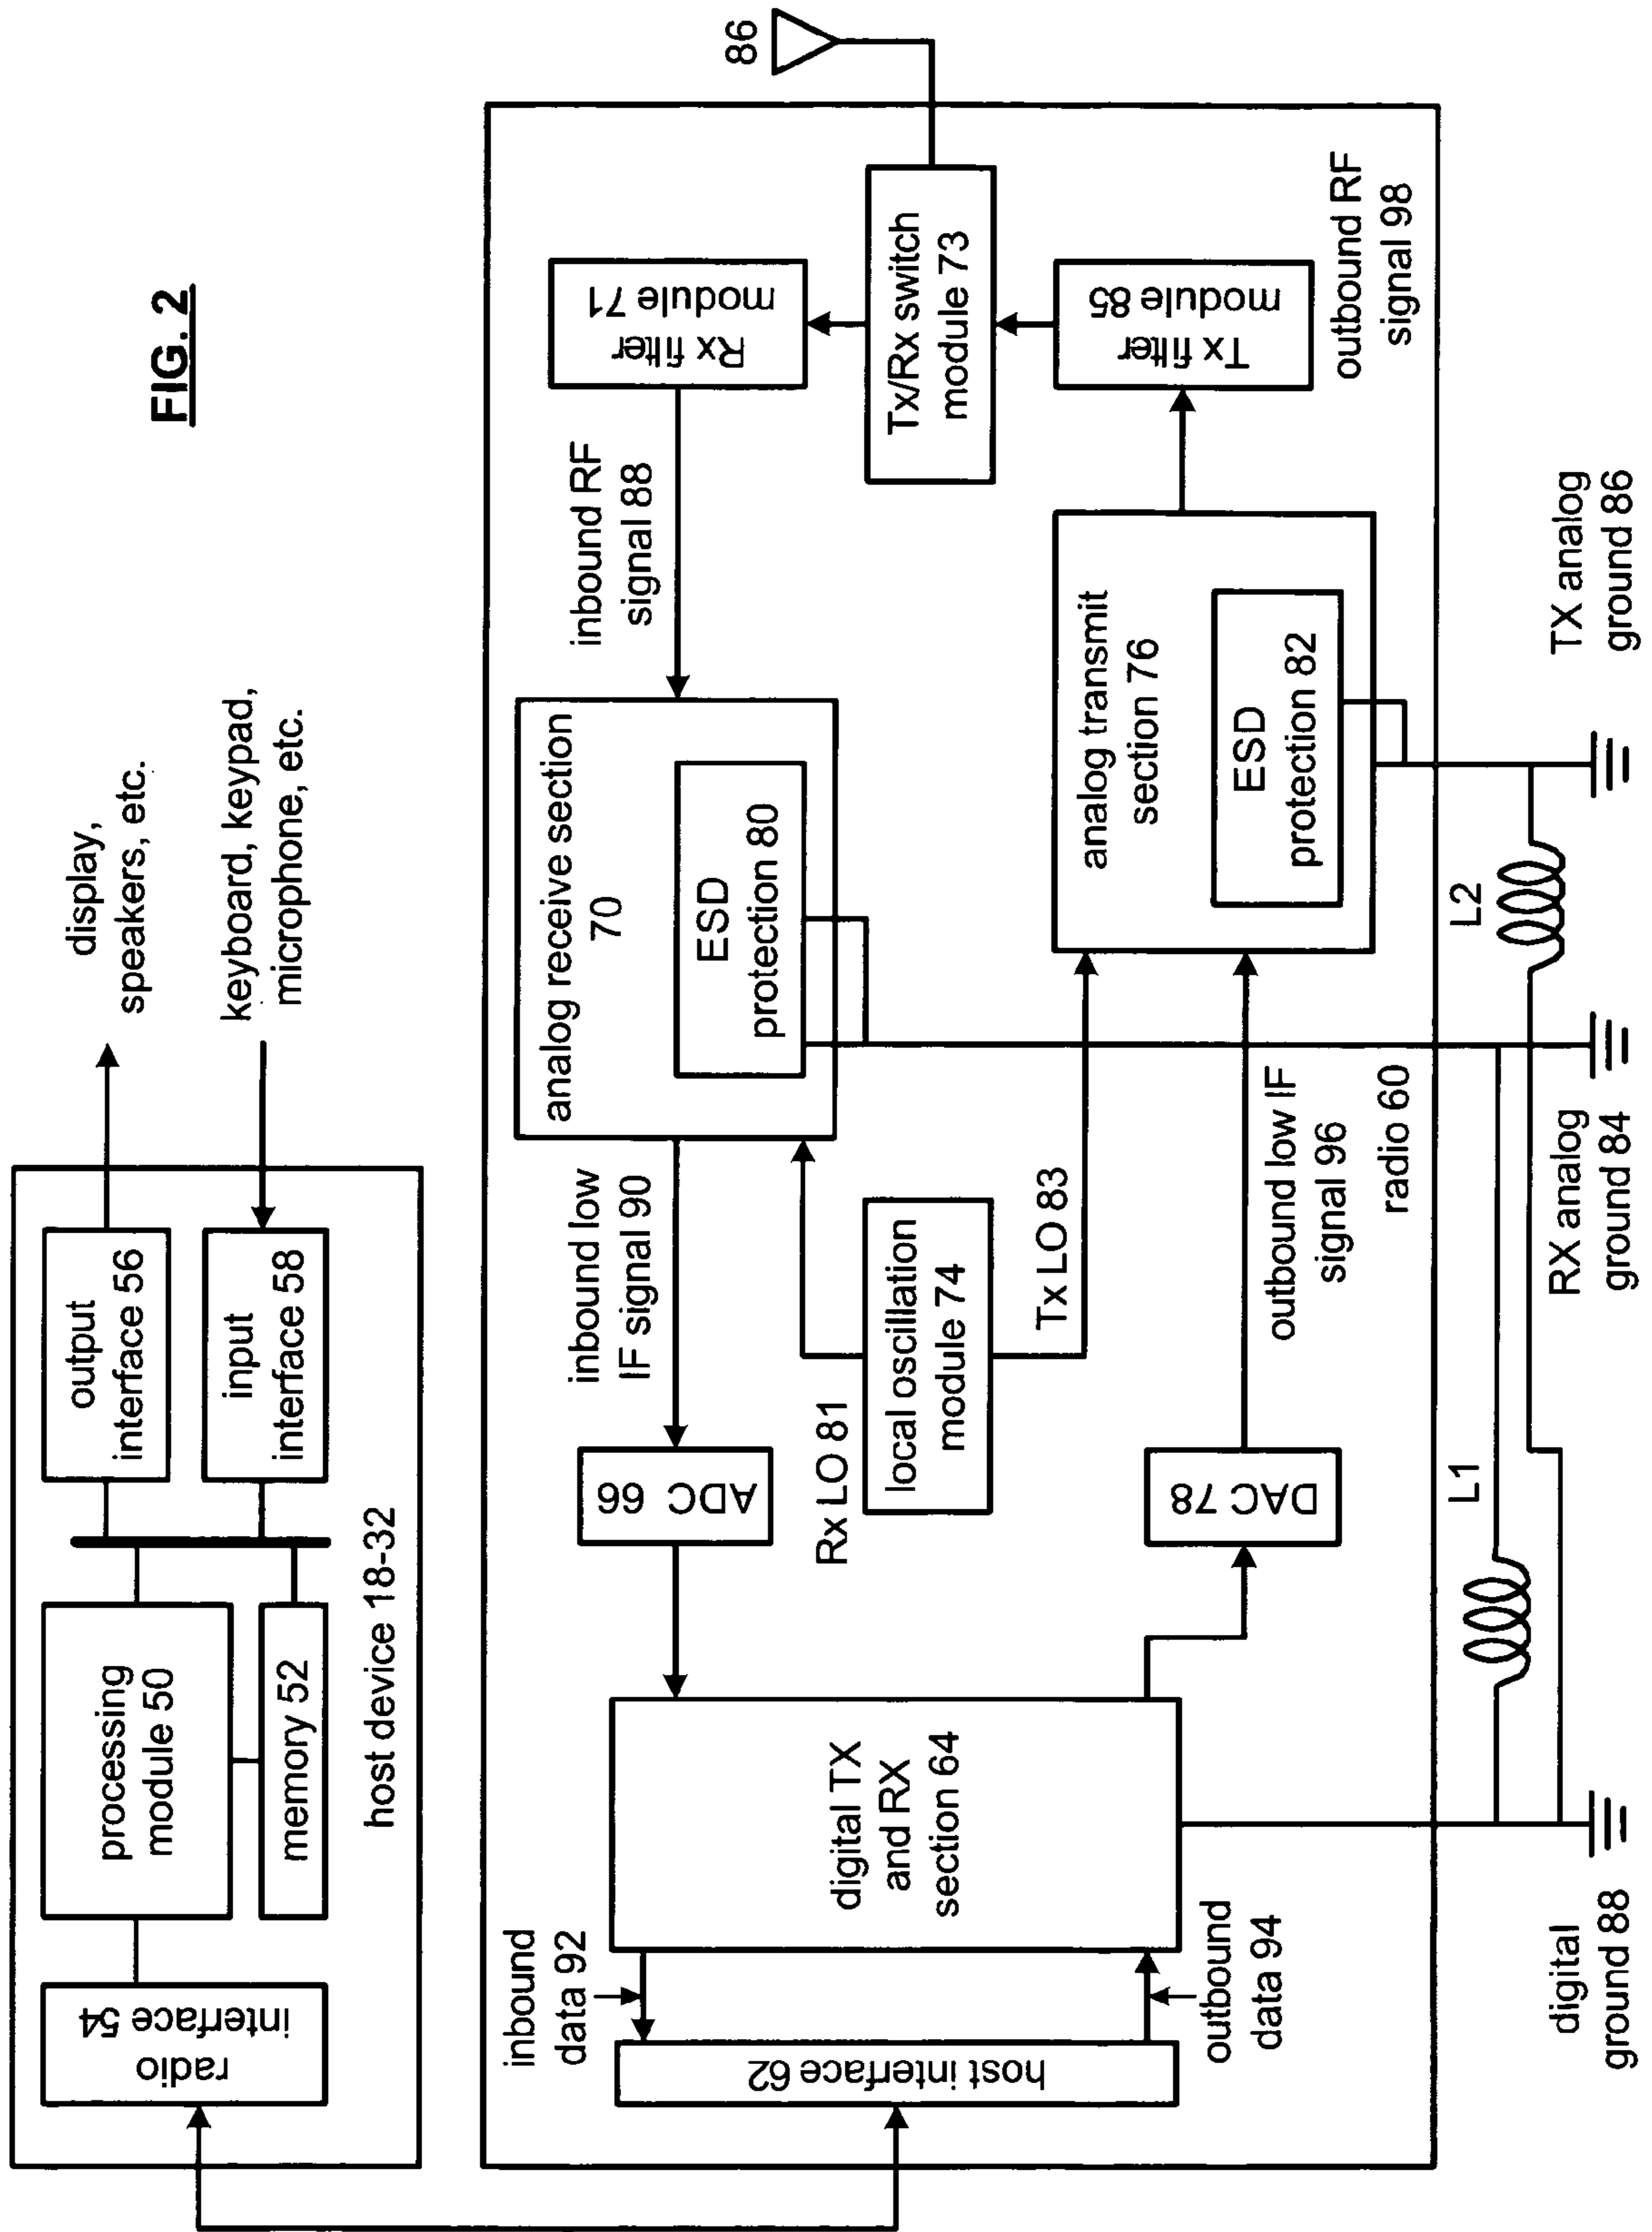 FIG. 2
radio
interface 54
processing
module 50
memory 52
output
interface 56
input
interface 58
display,
speakers, etc.
keyboard, keypad,
microphone, etc.
host device 18-32
host interface 62
inbound
data 92
outbound
data 94
digital TX
and RX
section 64
ADC 66
inbound low
IF signal 90
analog receive section
70
ESD
protection 80
inbound RF
signal 88
Rx filter
module 71
Tx/Rx switch
module 73
86
Rx LO 81
local oscillation
module 74
Tx LO 83
DAC 78
outbound low IF
signal 96
analog transmit
section 76
ESD
protection 82
Tx filter
module 85
outbound RF
signal 98
radio 60
L1
L2
digital
ground 88
RX analog
ground 84
TX analog
ground 86